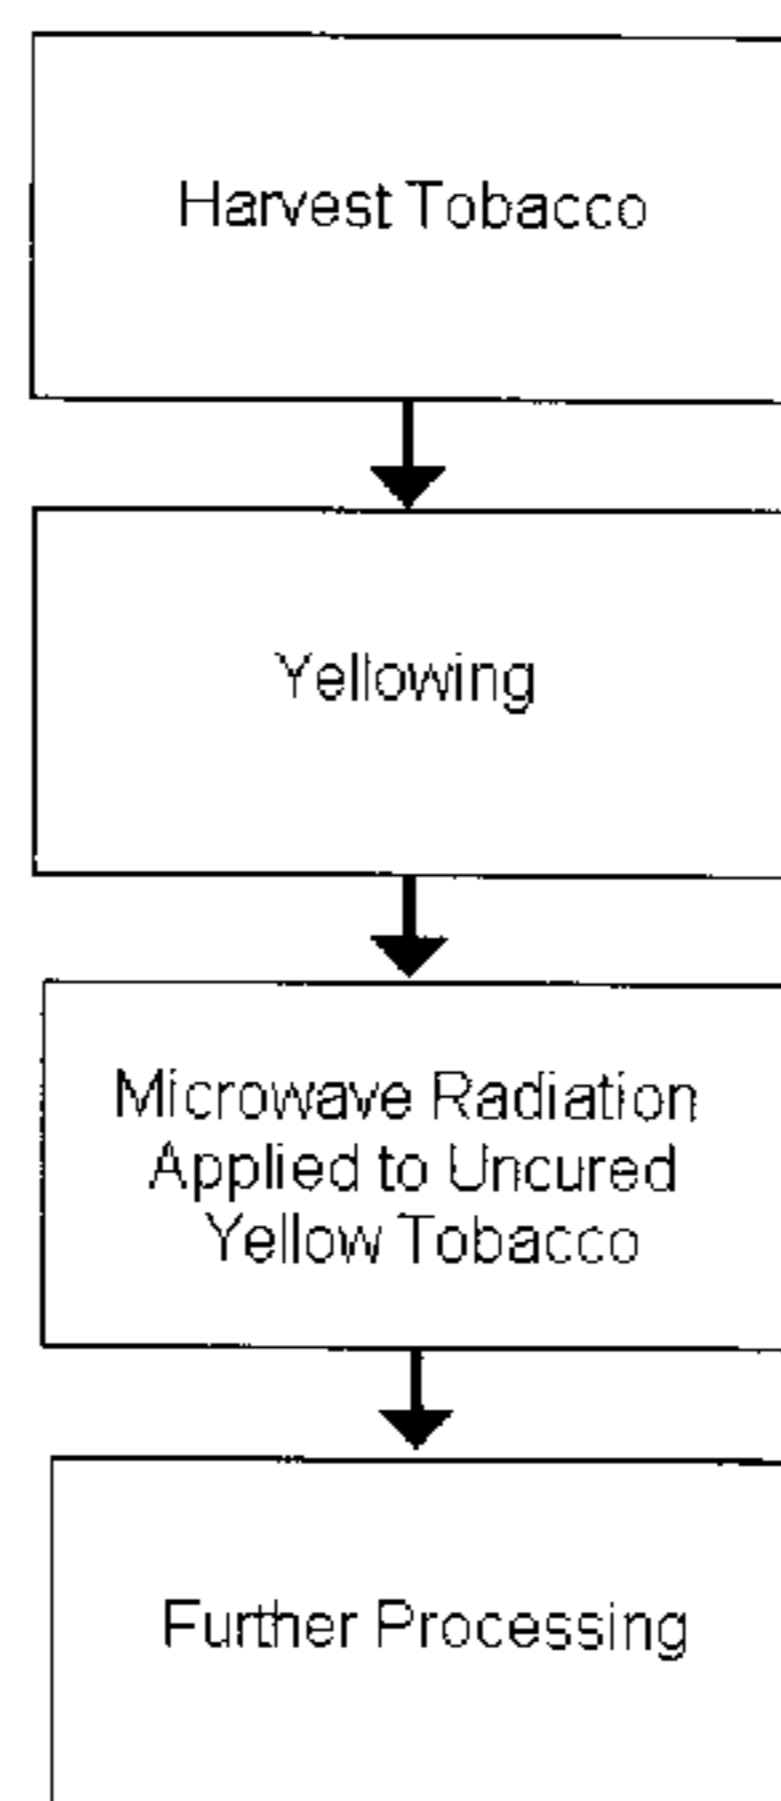 Harvest Tobacco
Yellowing
Microwave Radiation
Applied to Uncured
Yellow Tobacco
Further Processing